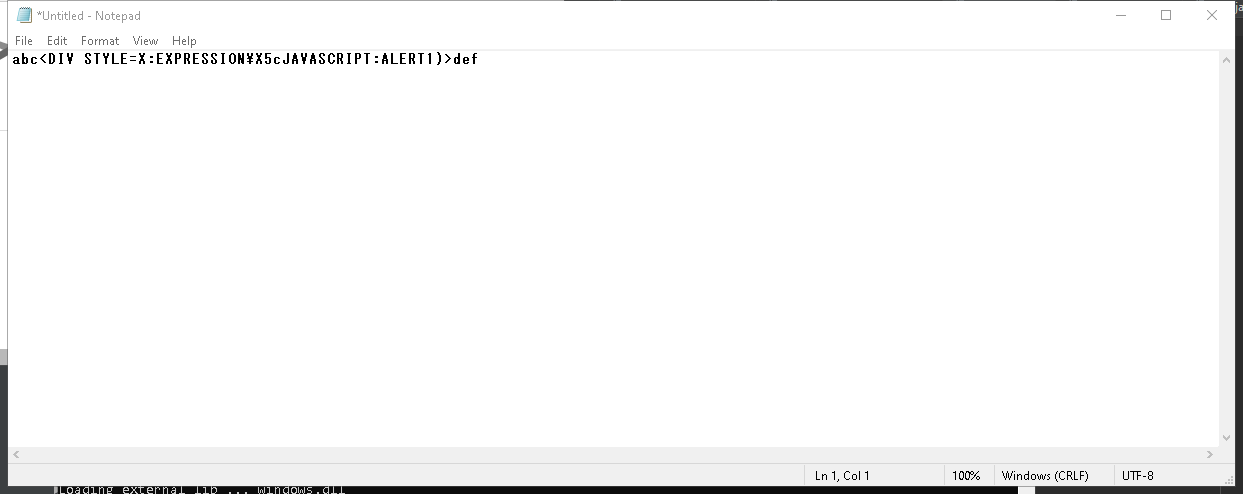 *Untitled - Notepad
File Edit Format View Help
abc<DIV STYLE=X:EXPRESSION¥X5cJAVASCRIPT:ALERT1)>def
Ln 1, Col 1 100% Windows (CRLF) UTF-8
Loading external lib ... windows.dll